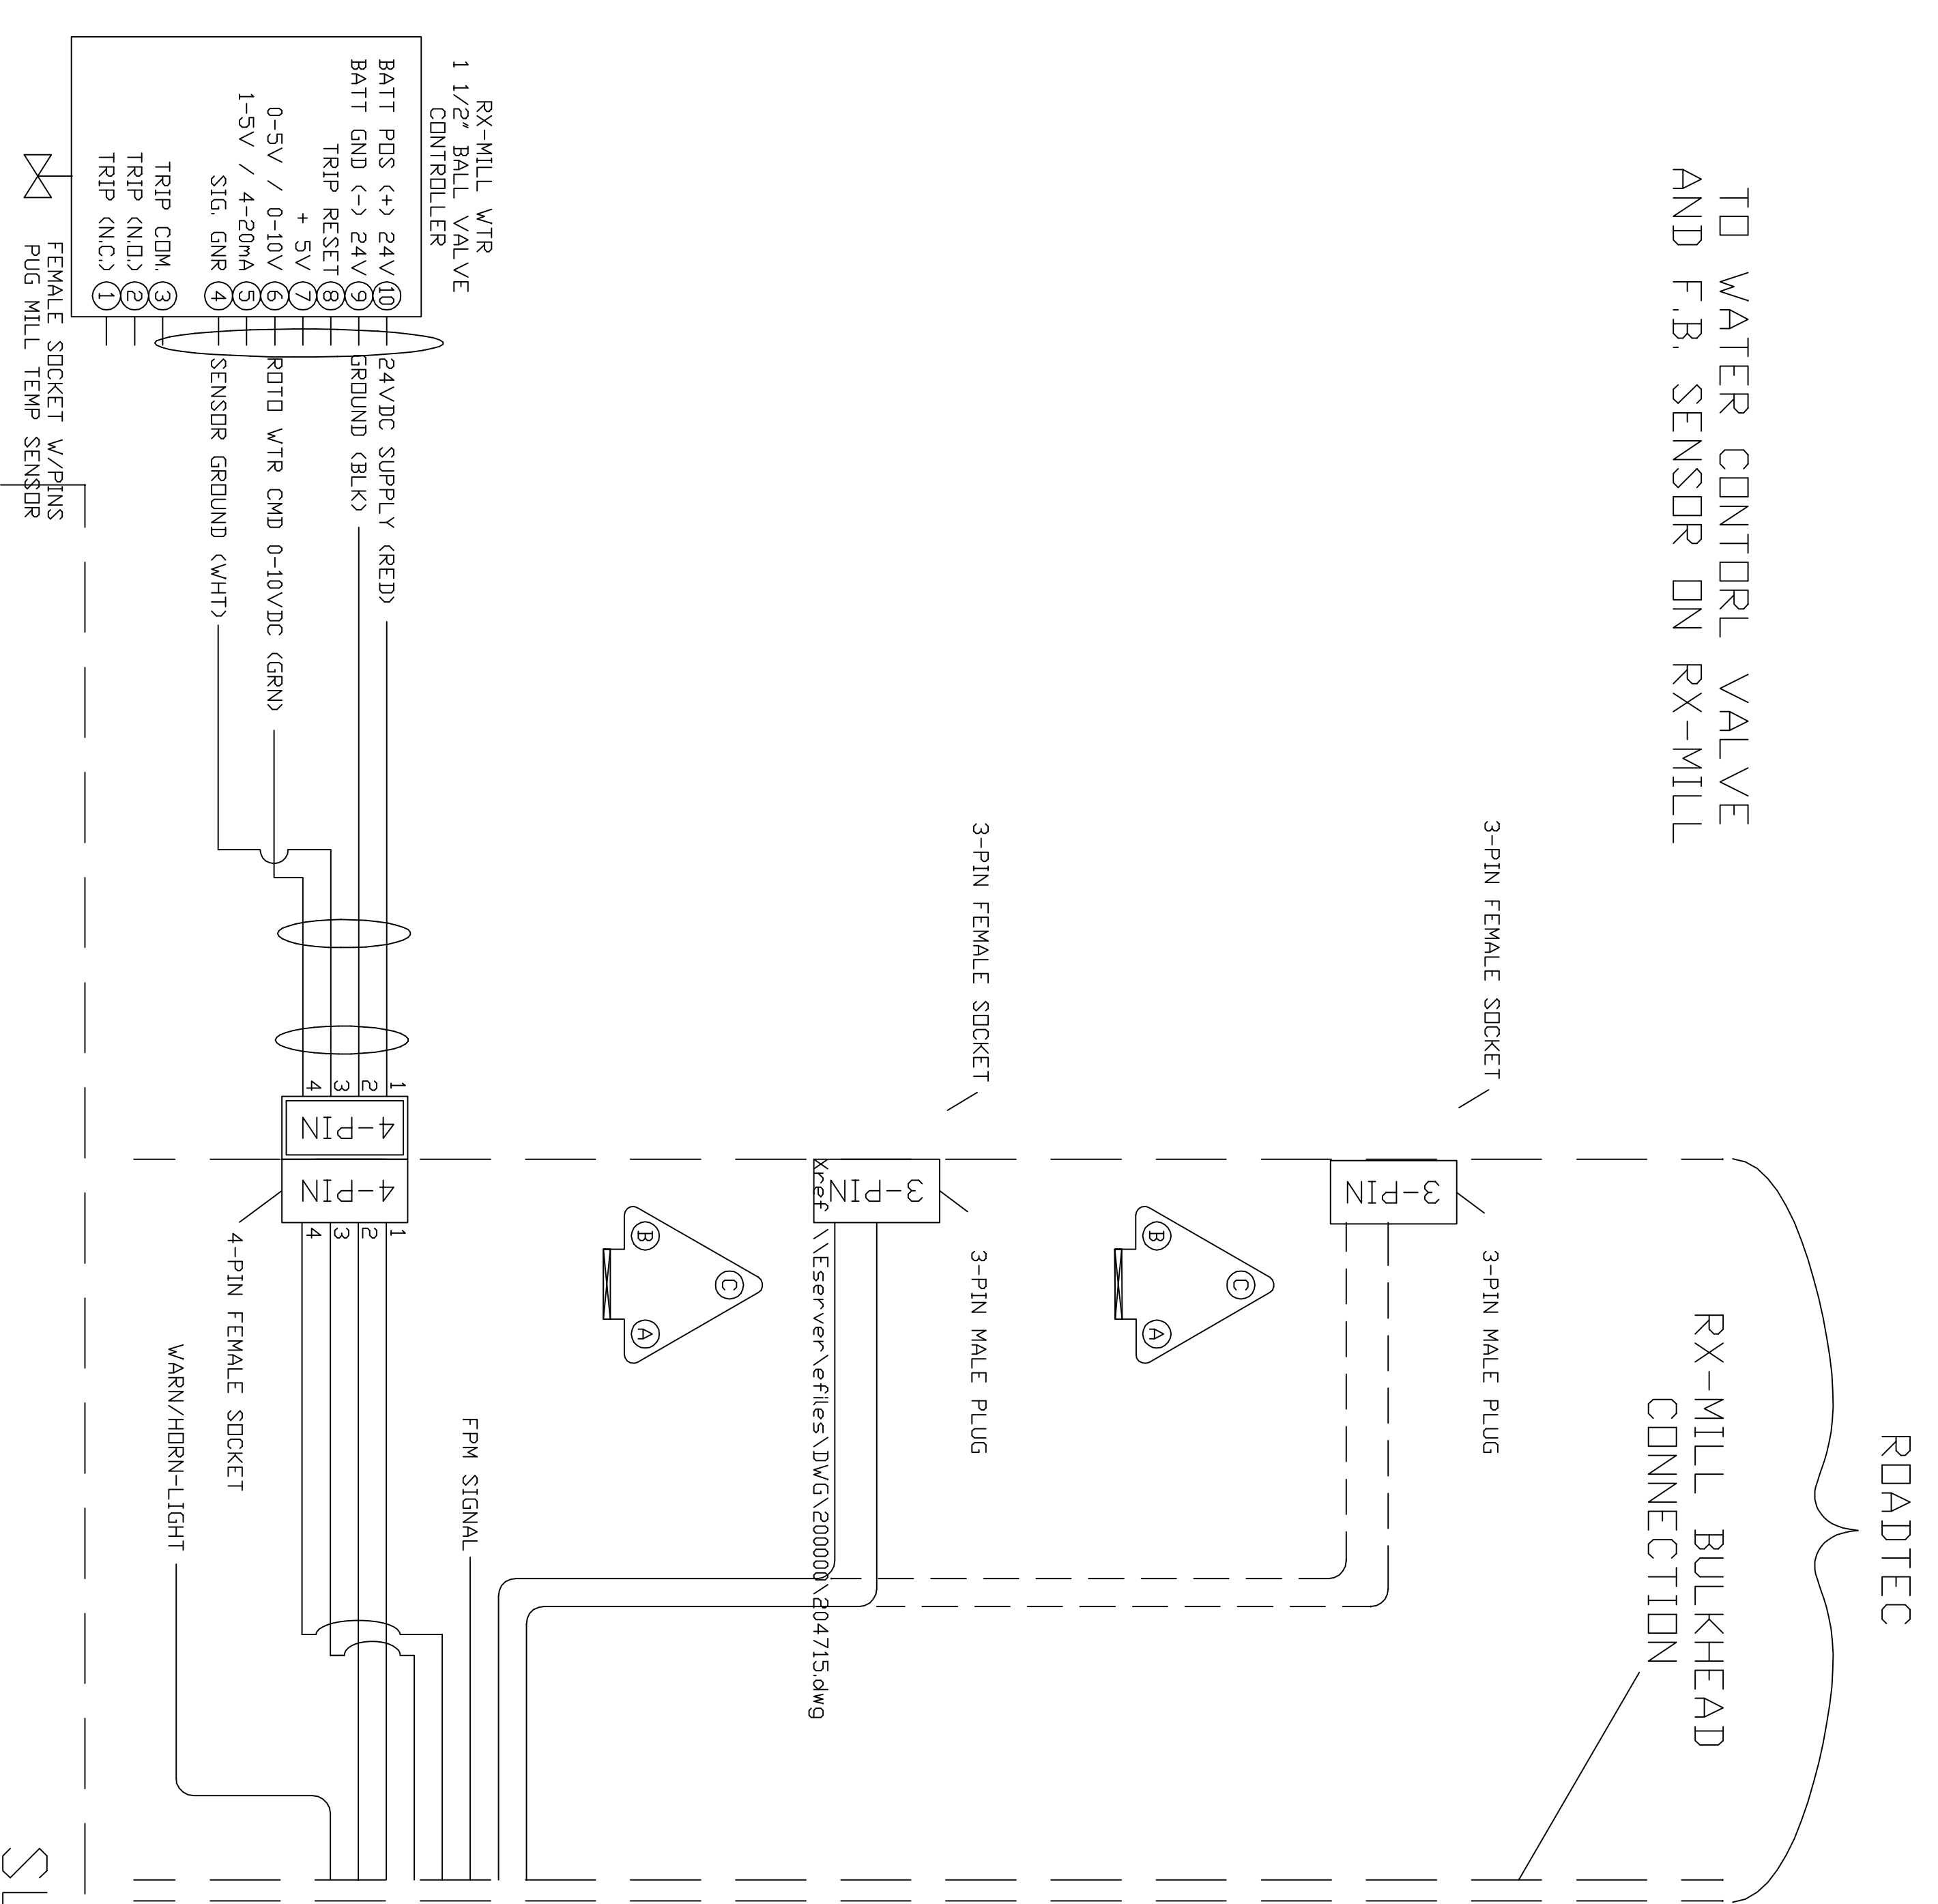 ROADTEC
TO WATER CONTORL VALVE
AND F.B. SENSOR ON RX-MILL
RX-MILL BULKHEAD
CONNECTION
3-PIN FEMALE SOCKET
3-PIN
3-PIN MALE PLUG
C
B
A
3-PIN FEMALE SOCKET
3-PIN
3-PIN MALE PLUG
C
B
A
Xref \\Eserver\efiles\DWG\200000\204715.dwg
RX-MILL WTR
1 1/2" BALL VALVE
CONTROLLER
BATT POS (+) 24V 10
BATT GND (-) 24V 9
TRIP RESET 8
+ 5V 7
0-5V / 0-10V 6
1-5V / 4-20mA 5
SIG. GNR 4
TRIP COM. 3
TRIP (N.O.) 2
TRIP (N.C.) 1
24VDC SUPPLY (RED)
GROUND (BLK)
ROTO WTR CMD 0-10VDC (GRN)
SENSOR GROUND (WHT)
1
2
3
4
4-PIN
4-PIN
1
2
3
4
FPM SIGNAL
4-PIN FEMALE SOCKET
WARN/HORN-LIGHT
FEMALE SOCKET W/PINS
PUG MILL TEMP SENSOR